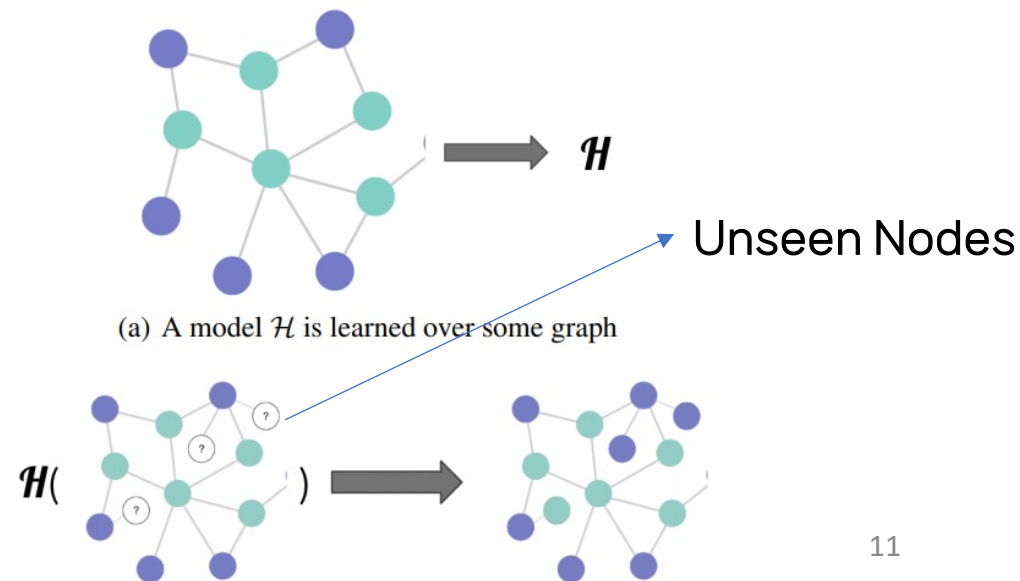 ℋ
Unseen Nodes
(a) A model ℋ is learned over some graph
?
?
?
ℋ( )
11